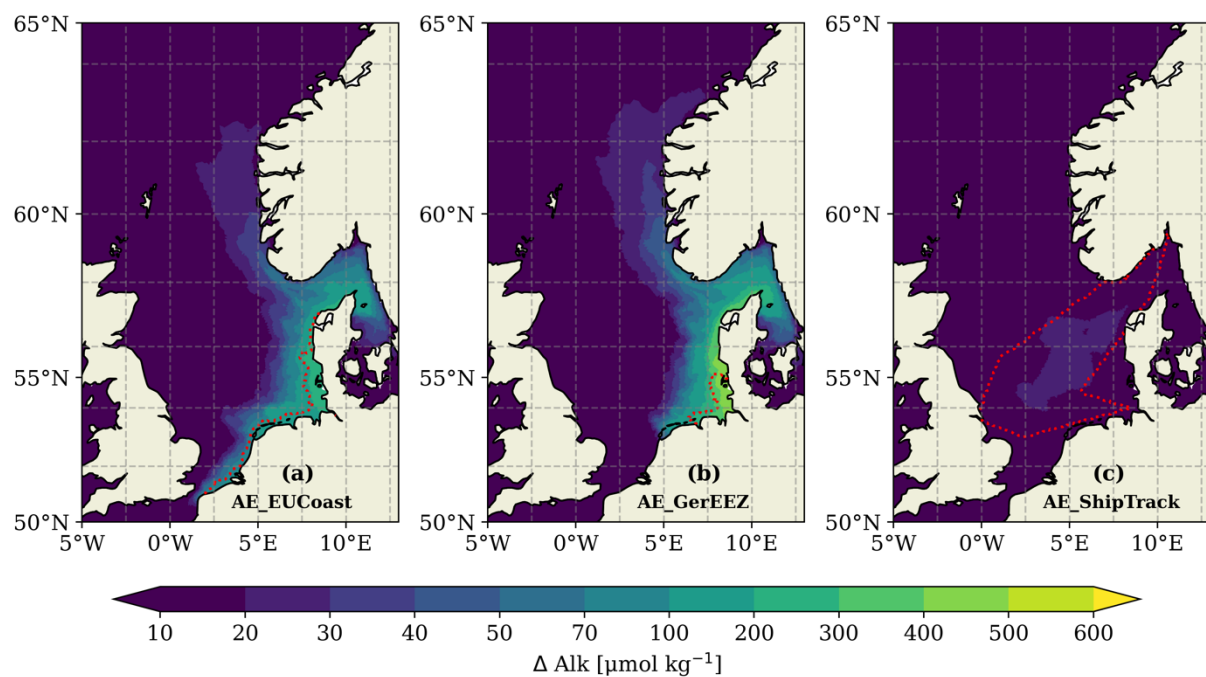 65°N 65°N 65°N
60°N 60°N 60°N
55°N 55°N 55°N
(a) (b) (c)
AE_EUCoast AE_GerEEZ AE_ShipTrack
50°N 50°N 50°N
5°W 0°W 5°E 10°E 5°W 0°W 5°E 10°E 5°W 0°W 5°E 10°E
10 20 30 40 50 70 100 200 300 400 500 600
Δ Alk [µmol kg⁻¹]